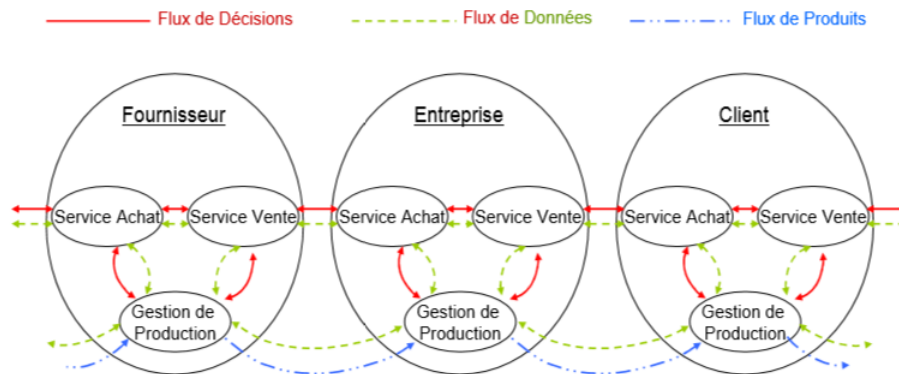 Flux de Décisions
Flux de Données
Flux de Produits
Fournisseur
Entreprise
Client
Service Achat
Service Vente
Service Achat
Service Vente
Service Achat
Service Vente
Gestion de
Production
Gestion de
Production
Gestion de
Production